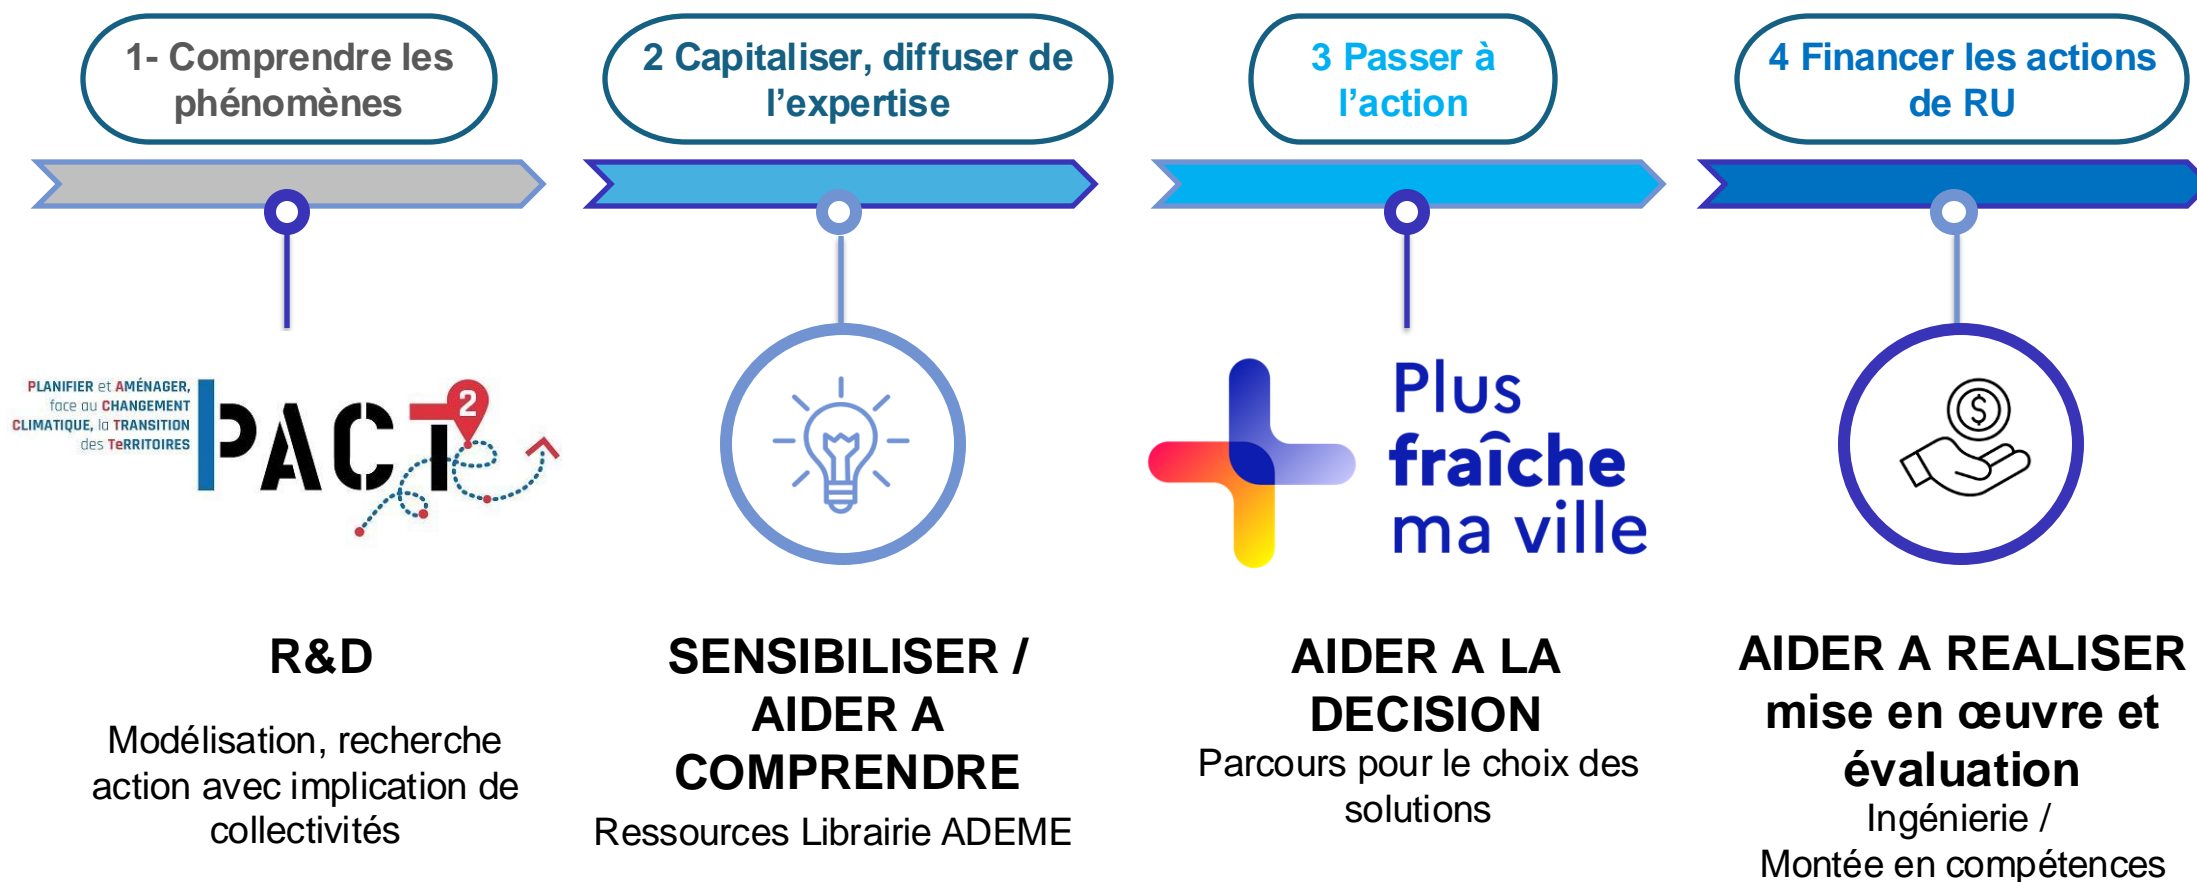 1- Comprendre les
phénomènes
2 Capitaliser, diffuser de
l’expertise
3 Passer à
l’action
4 Financer les actions
de RU
PLANIFIER et AMÉNAGER,
face au CHANGEMENT
CLIMATIQUE, la TRANSITION
des TeRRITOIRES
PACT²e
Plus
fraîche
ma ville
$
R&D
Modélisation, recherche
action avec implication de
collectivités
SENSIBILISER /
AIDER A
COMPRENDRE
Ressources Librairie ADEME
AIDER A LA
DECISION
Parcours pour le choix des
solutions
AIDER A REALISER
mise en œuvre et
évaluation
Ingénierie /
Montée en compétences